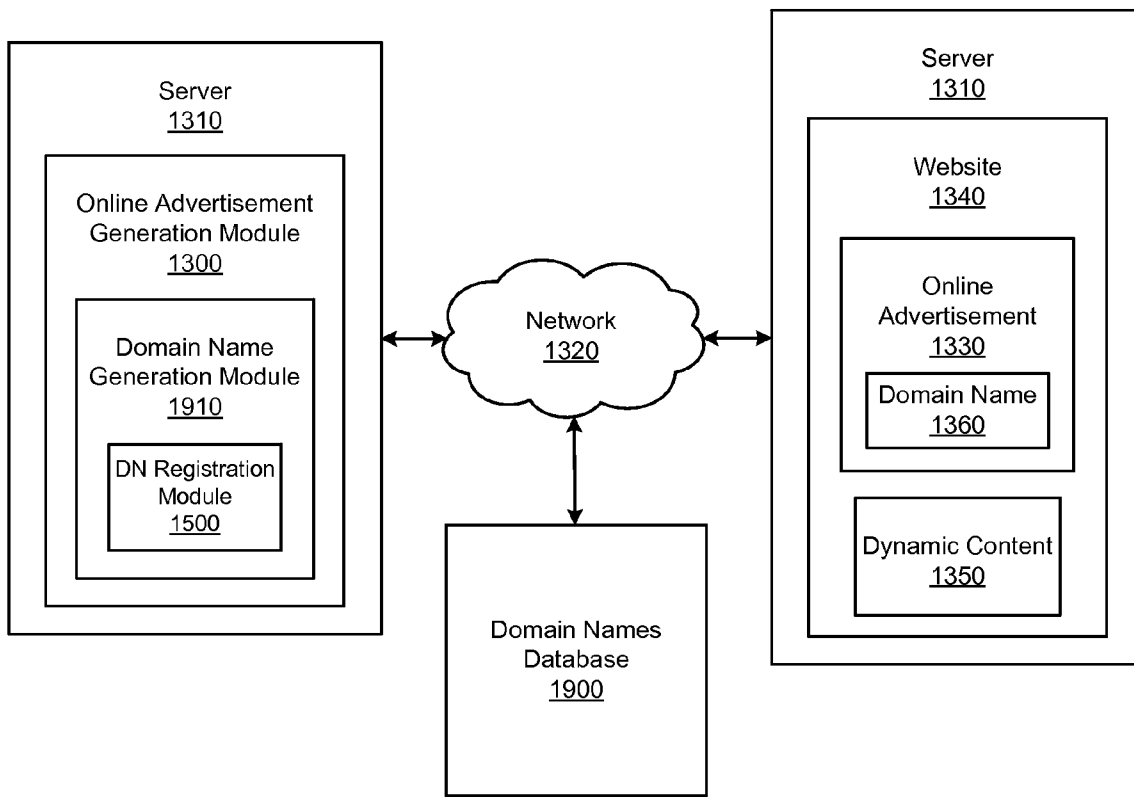 Server
1310
Online Advertisement
Generation Module
1300
Domain Name
Generation Module
1910
DN Registration
Module
1500
Network
1320
Domain Names
Database
1900
Server
1310
Website
1340
Online
Advertisement
1330
Domain Name
1360
Dynamic Content
1350